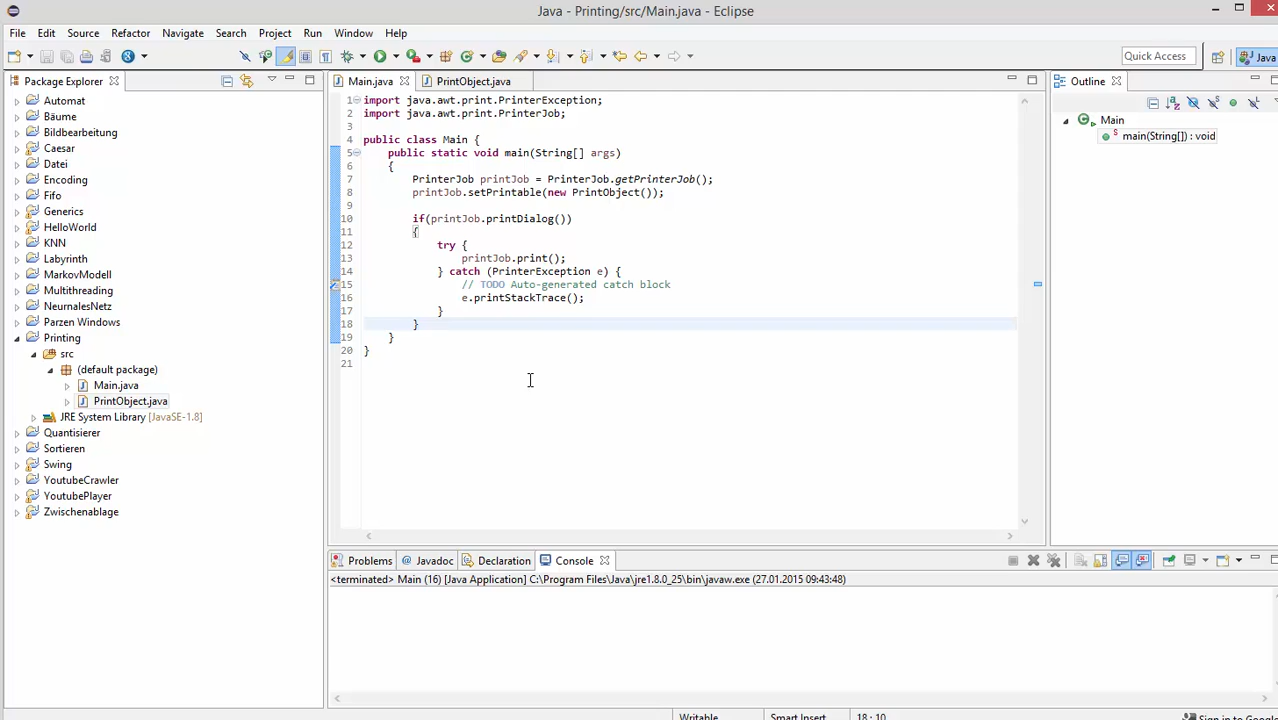 Java - Printing/src/Main.java - Eclipse
File Edit Source Refactor Navigate Search Project Run Window Help
Quick Access
Java
Package Explorer
Automat
Bäume
Bildbearbeitung
Caesar
Datei
Encoding
Fifo
Generics
HelloWorld
KNN
Labyrinth
MarkovModell
Multithreading
NeurnalesNetz
Parzen Windows
Printing
src
(default package)
Main.java
PrintObject.java
JRE System Library [JavaSE-1.8]
Quantisierer
Sortieren
Swing
YoutubeCrawler
YoutubePlayer
Zwischenablage
Main.java PrintObject.java
1 import java.awt.print.PrinterException;
2 import java.awt.print.PrinterJob;
3
4 public class Main {
5 public static void main(String[] args)
6 {
7 PrinterJob printJob = PrinterJob.getPrinterJob();
8 printJob.setPrintable(new PrintObject());
9
10 if(printJob.printDialog())
11 {
12 try {
13 printJob.print();
14 } catch (PrinterException e) {
15 // TODO Auto-generated catch block
16 e.printStackTrace();
17 }
18 }
19 }
20 }
21
Outline
Main
main(String[]) : void
Problems Javadoc Declaration Console
<terminated> Main (16) [Java Application] C:\Program Files\Java\jre1.8.0_25\bin\javaw.exe (27.01.2015 09:43:48)
Writable Smart Insert 18 : 10 Sign in to Google